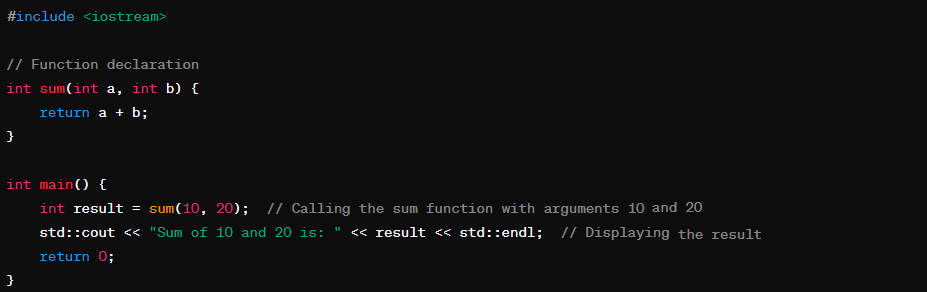 #include <iostream>
// Function declaration
int sum(int a, int b) {
    return a + b;
}
int main() {
    int result = sum(10, 20);  // Calling the sum function with arguments 10 and 20
    std::cout << "Sum of 10 and 20 is: " << result << std::endl;  // Displaying the result
    return 0;
}